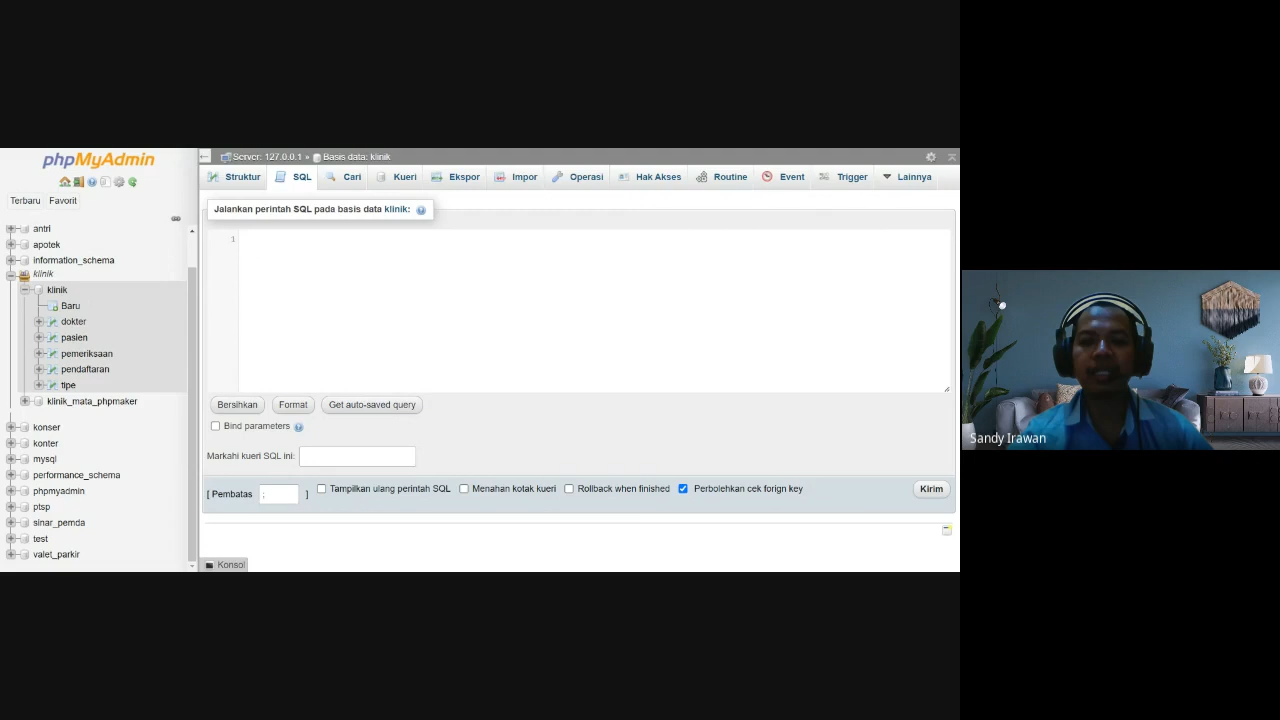 phpMyAdmin
Terbaru Favorit
antri
apotek
information_schema
klinik
klinik
Baru
dokter
pasien
pemeriksaan
pendaftaran
tipe
klinik_mata_phpmaker
konser
konter
mysql
performance_schema
phpmyadmin
ptsp
sinar_pemda
test
valet_parkir
Server: 127.0.0.1 » Basis data: klinik
Struktur SQL Cari Kueri Ekspor Impor Operasi Hak Akses Routine Event Trigger Lainnya
Jalankan perintah SQL pada basis data klinik:
1
Bersihkan Format Get auto-saved query
Bind parameters
Markahi kueri SQL ini:
[ Pembatas ; ] Tampilkan ulang perintah SQL Menahan kotak kueri Rollback when finished Perbolehkan cek forign key Kirim
Konsol
Sandy Irawan